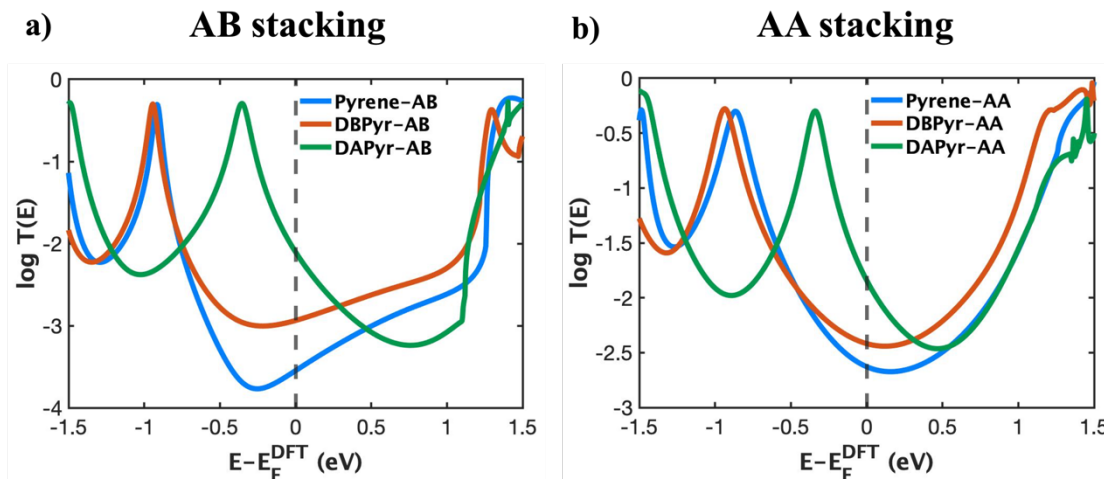 a) AB stacking
0
-1
-2
-3
-4
log T(E)
Pyrene-AB
DBPyr-AB
DAPyr-AB
-1.5 -1 -0.5 0 0.5 1 1.5
E−E_F^DFT (eV)
b) AA stacking
0
-0.5
-1
-1.5
-2
-2.5
-3
log T(E)
Pyrene-AA
DBPyr-AA
DAPyr-AA
-1.5 -1 -0.5 0 0.5 1 1.5
E−E_F^DFT (eV)